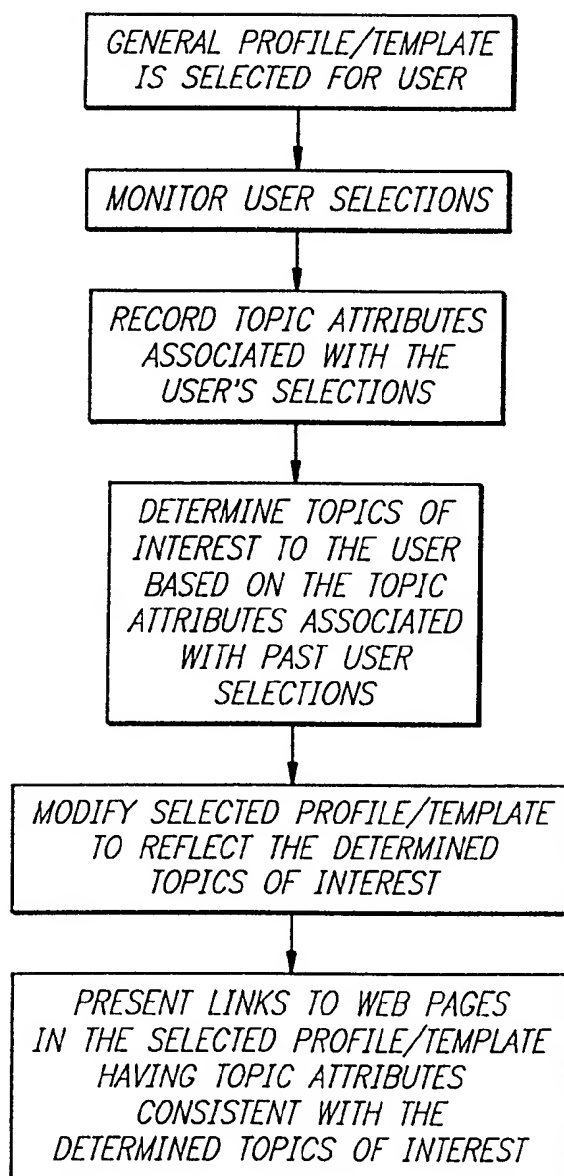 GENERAL PROFILE/TEMPLATE
IS SELECTED FOR USER
MONITOR USER SELECTIONS
RECORD TOPIC ATTRIBUTES
ASSOCIATED WITH THE
USER'S SELECTIONS
DETERMINE TOPICS OF
INTEREST TO THE USER
BASED ON THE TOPIC
ATTRIBUTES ASSOCIATED
WITH PAST USER
SELECTIONS
MODIFY SELECTED PROFILE/TEMPLATE
TO REFLECT THE DETERMINED
TOPICS OF INTEREST
PRESENT LINKS TO WEB PAGES
IN THE SELECTED PROFILE/TEMPLATE
HAVING TOPIC ATTRIBUTES
CONSISTENT WITH THE
DETERMINED TOPICS OF INTEREST